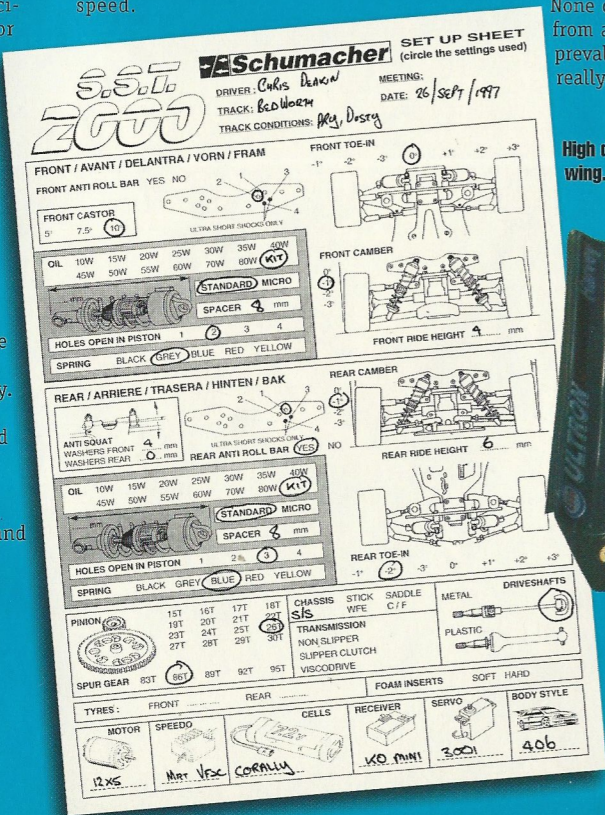 speed.
S.S.T.
2000
Schumacher
SET UP SHEET
(circle the settings used)
DRIVER: CHRIS DEAKIN
MEETING:
TRACK: BEDWORTH
DATE: 26/SEPT/1997
TRACK CONDITIONS: DRY, DUSTY
FRONT / AVANT / DELANTRA / VORN / FRAM
FRONT ANTI ROLL BAR YES NO
2 1 3 4
ULTRA SHORT SHOCKS ONLY
FRONT TOE-IN
-1° -2° -3° 0° +1° +2° +3°
FRONT CASTOR
5° 7.5° 10°
OIL 10W 15W 20W 25W 30W 35W 40W
45W 50W 55W 60W 70W 80W KIT
mm
STANDARD MICRO
SPACER 8 mm
HOLES OPEN IN PISTON 1 2 3 4
SPRING BLACK GREY BLUE RED YELLOW
FRONT CAMBER
0°
-1°
-2°
-3°
FRONT RIDE HEIGHT 4 mm
REAR / ARRIERE / TRASERA / HINTEN / BAK
ANTI SQUAT
WASHERS FRONT 4 mm
WASHERS REAR 0 mm
2 1 3 4
ULTRA SHORT SHOCKS ONLY
REAR ANTI ROLL BAR YES NO
REAR CAMBER
0°
-1°
-2°
-3°
REAR RIDE HEIGHT 6 mm
OIL 10W 15W 20W 25W 30W 35W 40W
45W 50W 55W 60W 70W 80W KIT
mm
STANDARD MICRO
SPACER 8 mm
HOLES OPEN IN PISTON 1 2 3 4
SPRING BLACK GREY BLUE RED YELLOW
REAR TOE-IN
-1° -2° -3° 0° +1° +2° +3°
PINION 15T 16T 17T 18T
19T 20T 21T 22T
23T 24T 25T 26T
27T 28T 29T 30T
SPUR GEAR 83T 86T 89T 92T 95T
CHASSIS STICK SADDLE
S/S WFE C / F
TRANSMISSION
NON SLIPPER
SLIPPER CLUTCH
VISCODRIVE
DRIVESHAFTS
METAL
PLASTIC
TYRES: FRONT REAR
FOAM INSERTS SOFT HARD
MOTOR
12X5
SPEEDO
MRT VFSC
CELLS
CORALLY
RECEIVER
KO MINI
SERVO
3001
BODY STYLE
406
None
from a
preval
really
High
wing.
ULTRON